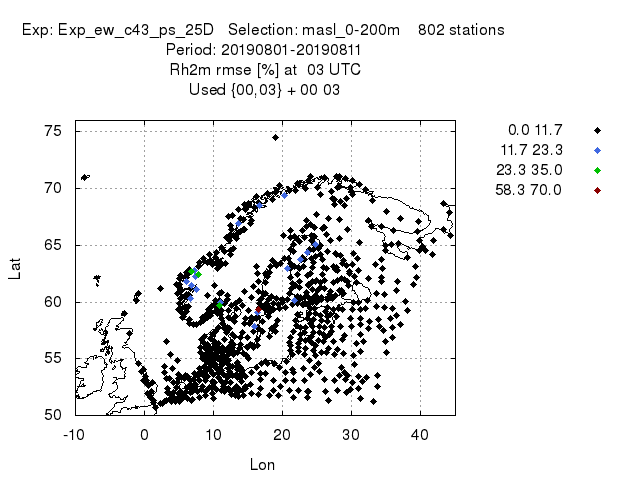 Exp: Exp_ew_c43_ps_25D   Selection: masl_0-200m    802 stations
Period: 20190801-20190811
Rh2m rmse [%] at  03 UTC
Used {00,03} + 00 03
0.0 11.7
11.7 23.3
23.3 35.0
58.3 70.0
75
70
65
60
55
50
Lat
-10 0 10 20 30 40
Lon